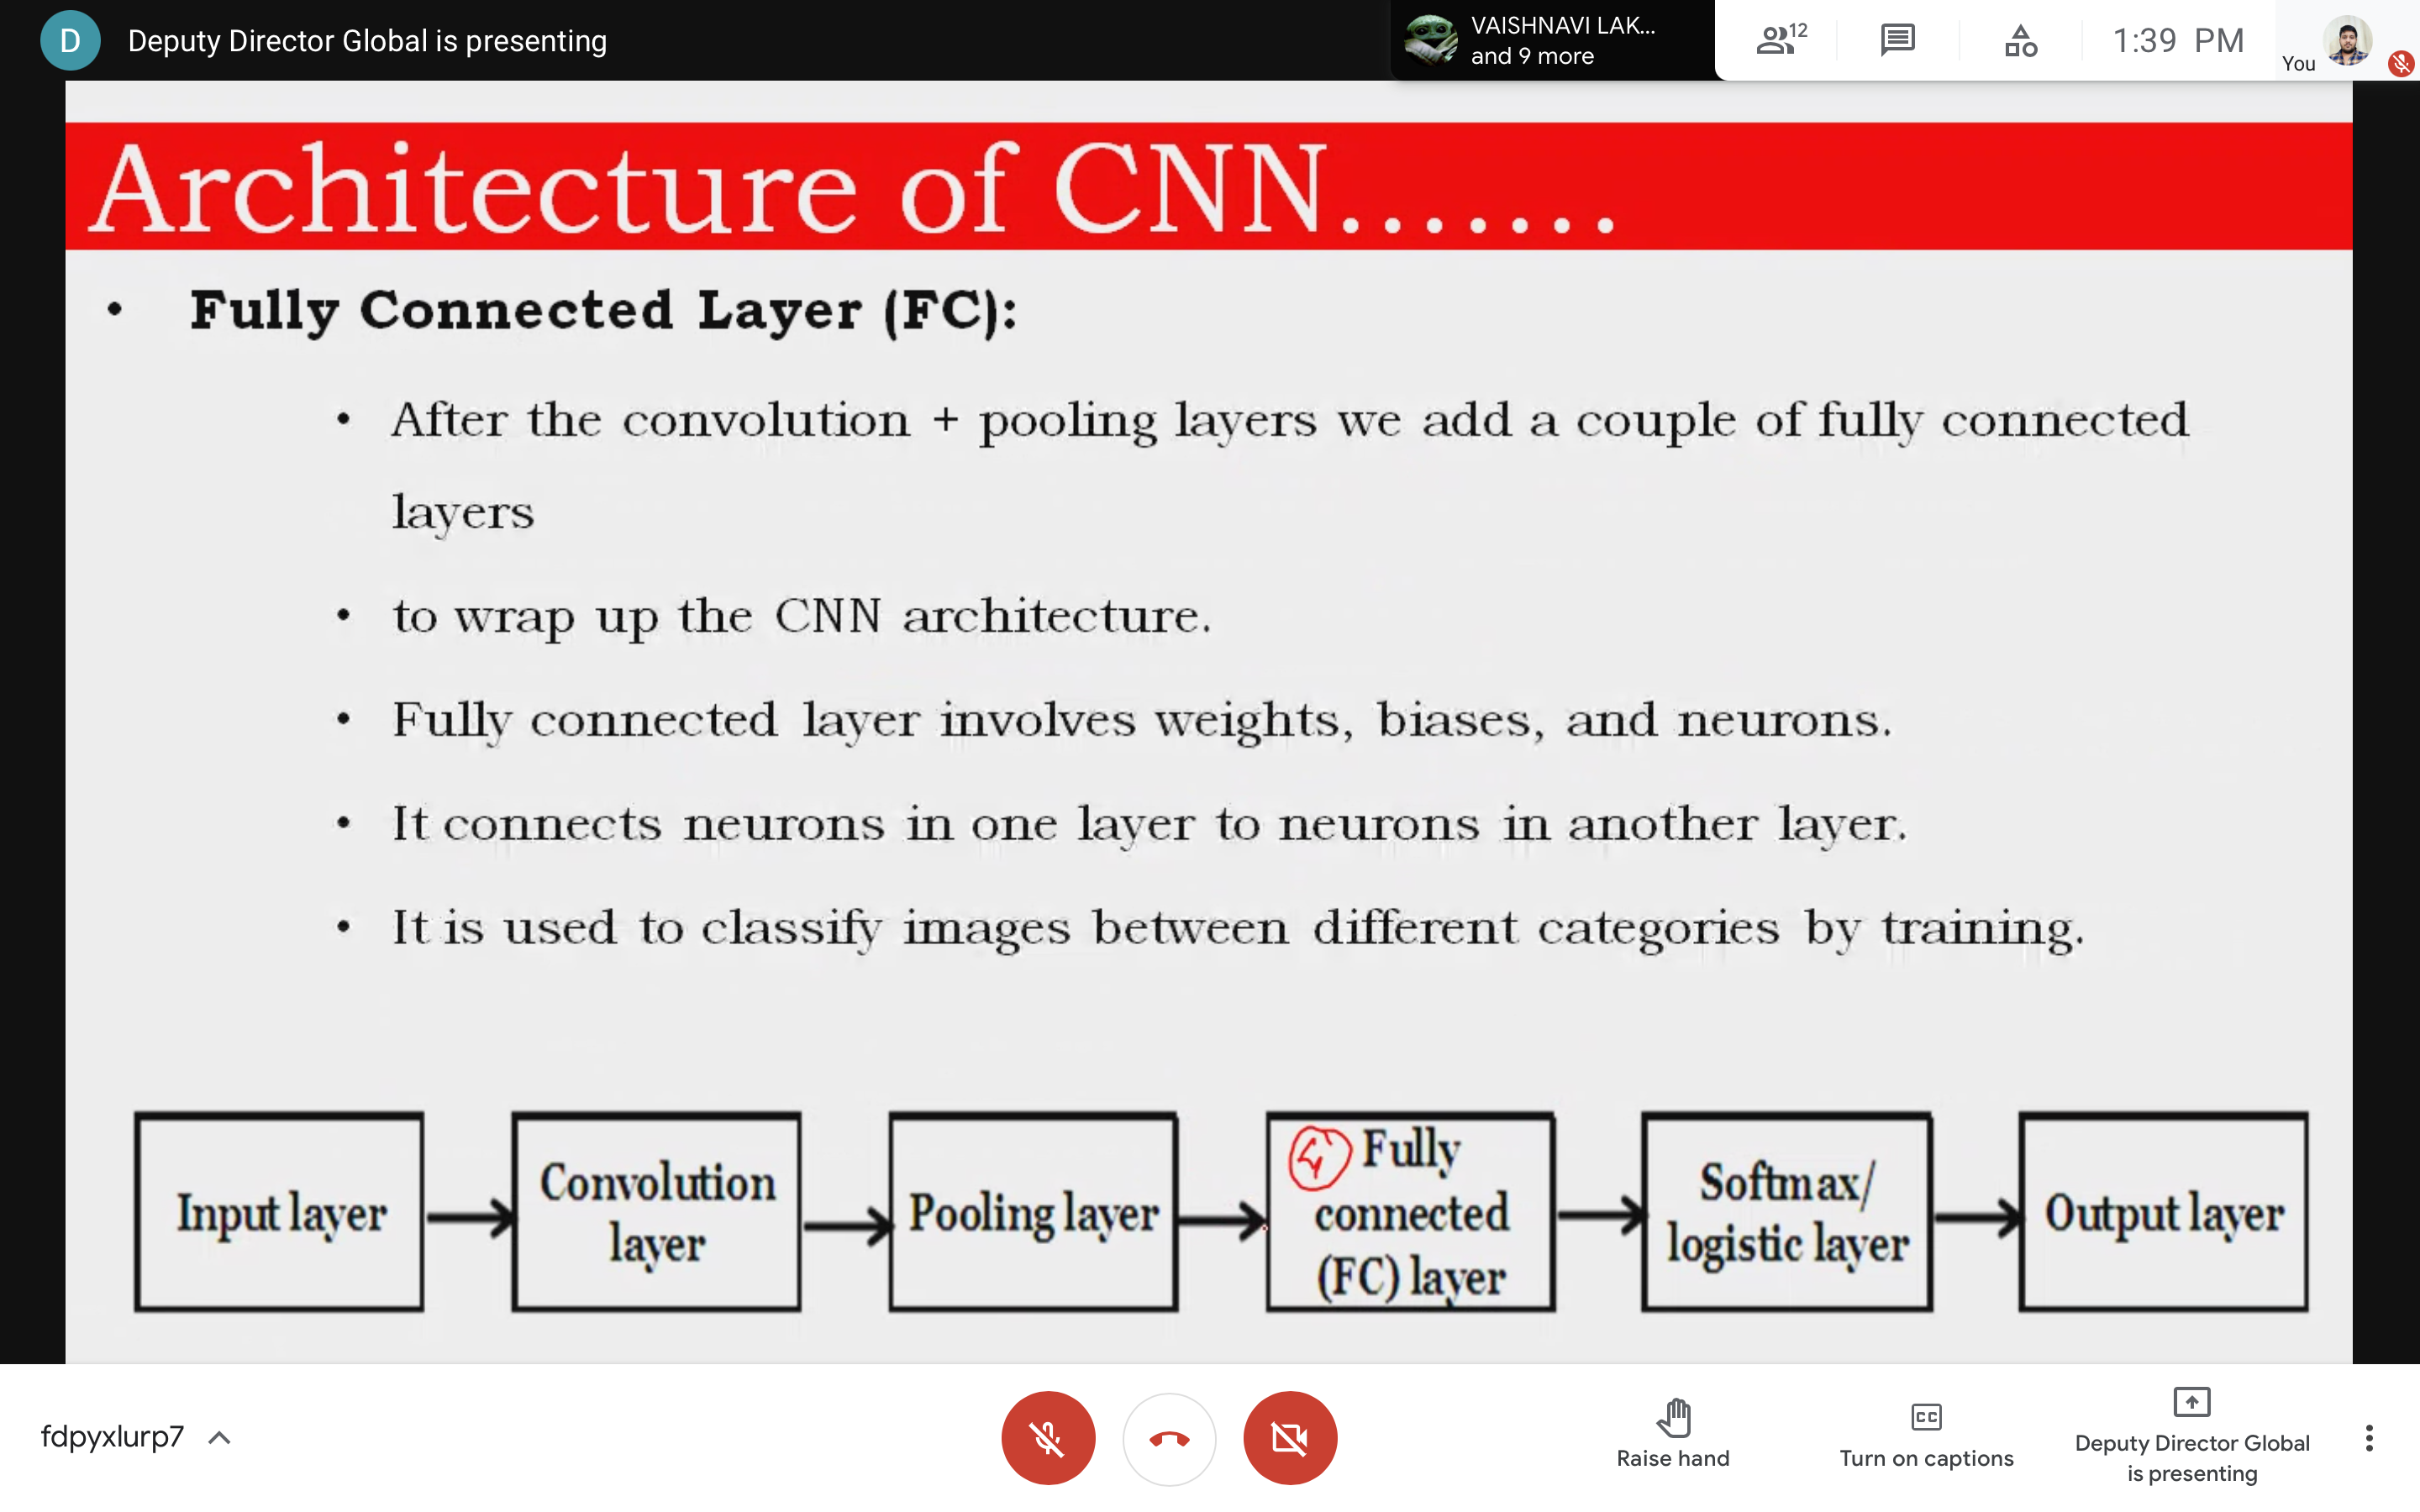 D
Deputy Director Global is presenting
VAISHNAVI LAK...
and 9 more
12
1:39 PM
You
Architecture of CNN.......
• Fully Connected Layer (FC):
• After the convolution + pooling layers we add a couple of fully connected
layers
• to wrap up the CNN architecture.
• Fully connected layer involves weights, biases, and neurons.
• It connects neurons in one layer to neurons in another layer.
• It is used to classify images between different categories by training.
Input layer
Convolution
layer
Pooling layer
4 Fully
connected
(FC) layer
Softmax/
logistic layer
Output layer
fdpyxlurp7
Raise hand
CC
Turn on captions
Deputy Director Global
is presenting